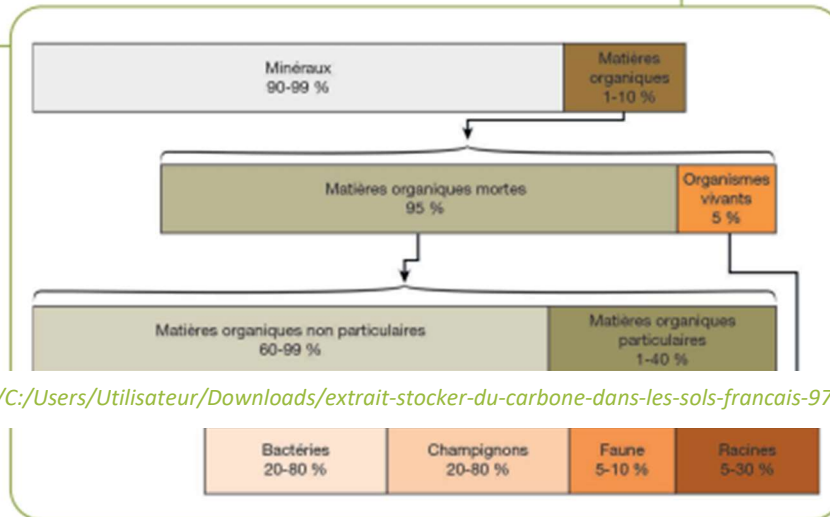 Minéraux
90-99 %
Matières
organiques
1-10 %
Matières organiques mortes
95 %
Organismes
vivants
5 %
Matières organiques non particulaires
60-99 %
Matières organiques
particulaires
1-40 %
/C:/Users/Utilisateur/Downloads/extrait-stocker-du-carbone-dans-les-sols-francais-97
Bactéries
20-80 %
Champignons
20-80 %
Faune
5-10 %
Racines
5-30 %